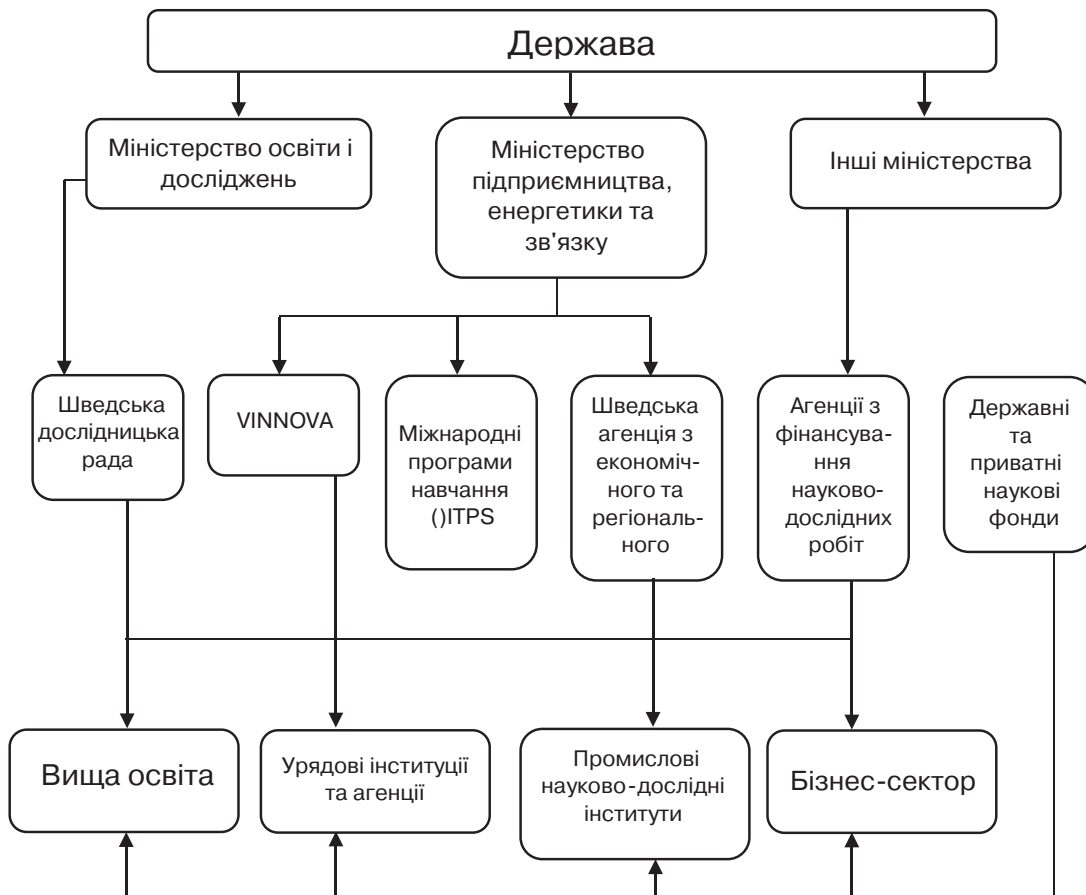 Держава
Міністерство освіти і
досліджень
Міністерство
підприємництва,
енергетики та
зв'язку
Інші міністерства
Шведська
дослідницька
рада
VINNOVA
Міжнародні
програми
навчання
()ITPS
Шведська
агенція з
економіч-
ного та
регіональ-
ного
Агенції з
фінансува-
ння
науково-
дослідних
робіт
Державні
та
приватні
наукові
фонди
Вища освіта
Урядові інституції
та агенції
Промислові
науково-дослідні
інститути
Бізнес-сектор